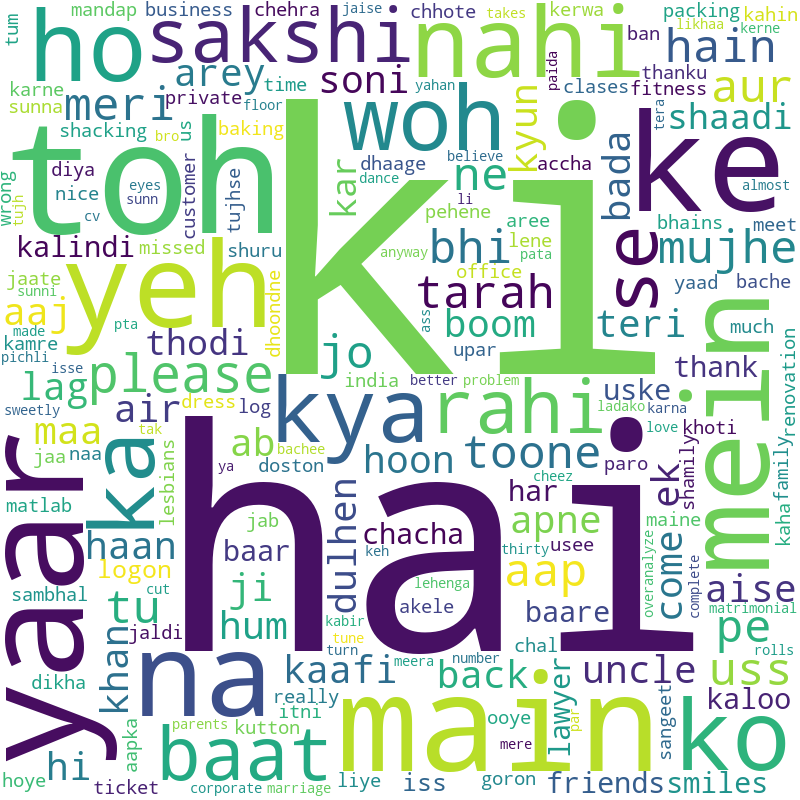 mandap business chehra jaise chhote takes kerwa packing kahin
tum ho sakshi nahi ban likhaa kerne
karne arey soni hain thanku aur
sunna meri time private floor woh kyun paida yahan clases fitness tera shaadi
shacking bro baking us toh ki ke
wrong diya eyes customer kar dhaage ne believe accha bada almost
nice sunn tujhse dance li pehene
tujh cv aree bhains meet
kalindi missed shuru yeh bhi lene se mujhe
jaate sunni anyway office pata yaad bache
aaj made pta dhoondne tarah boom teri much
kamre thodi ass upar
pichli isse jo thank
lag please india better problem uske renovation
sweetly air dress log kya rahi ladako karna mein
maa tak ab bachee love khoti
jaa naa ya doston hoon toone ek shamily
yaar matlab ka lesbians hai paro kaha family
haan jab dulhen cheez har
logon baar chacha apne maine
sambhal cut ji keh thirty usee overanalyze come
tu lehenga aap aise
jaldi hum akele baare complete matrimonial
khan kabir chal pe
tune turn rolls
na kaafi meera number back uncle uss
dikha really lawyer kaloo
itni main ooye sangeet
aapka parents kutton par
hi baat mere ko
hoye ticket liye iss goron friends smiles
corporate marriage